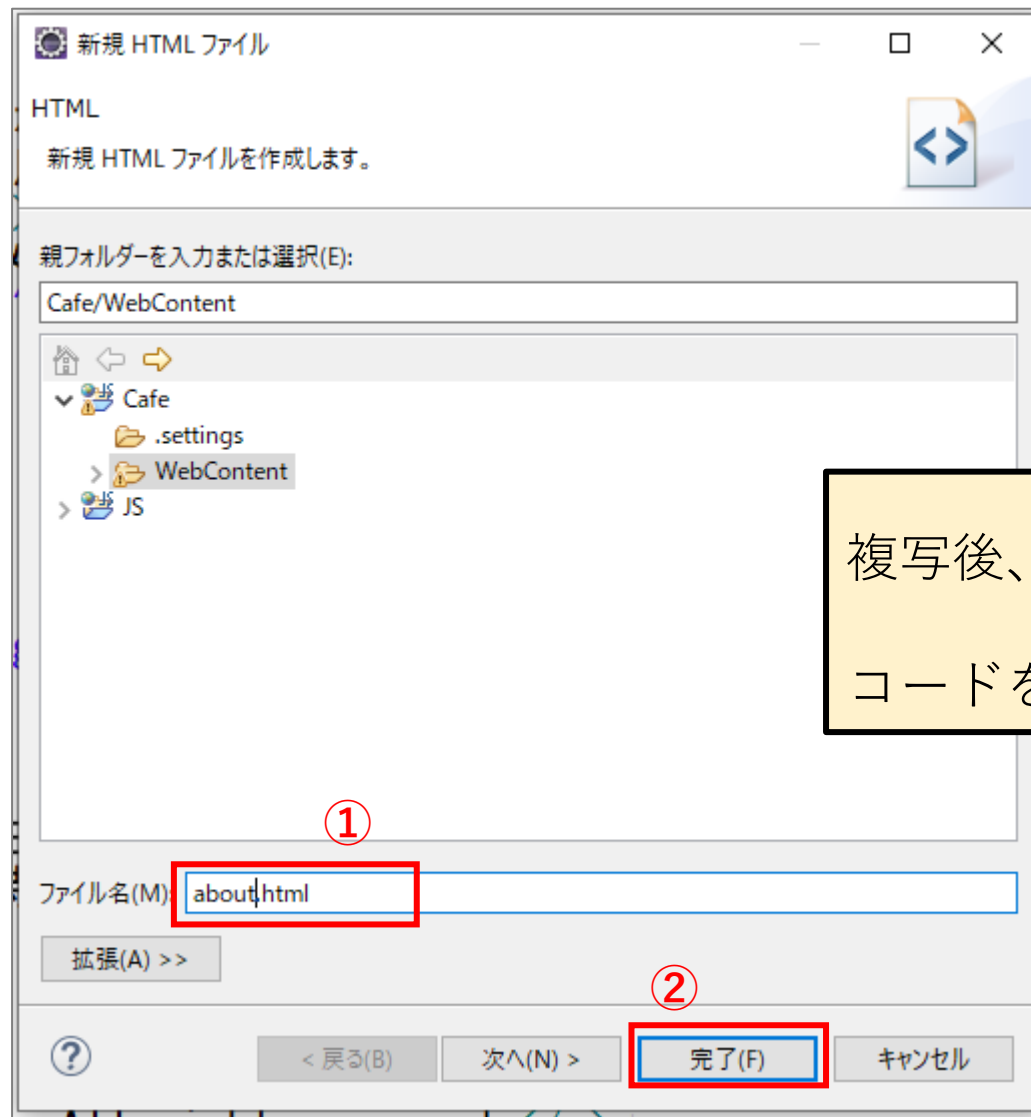 新規 HTML ファイル
HTML
新規 HTML ファイルを作成します。
親フォルダーを入力または選択(E):
Cafe/WebContent
Cafe
.settings
WebContent
JS
複写後、
コードを
①
ファイル名(M): about.html
拡張(A) >>
②
< 戻る(B) 次へ(N) > 完了(F) キャンセル